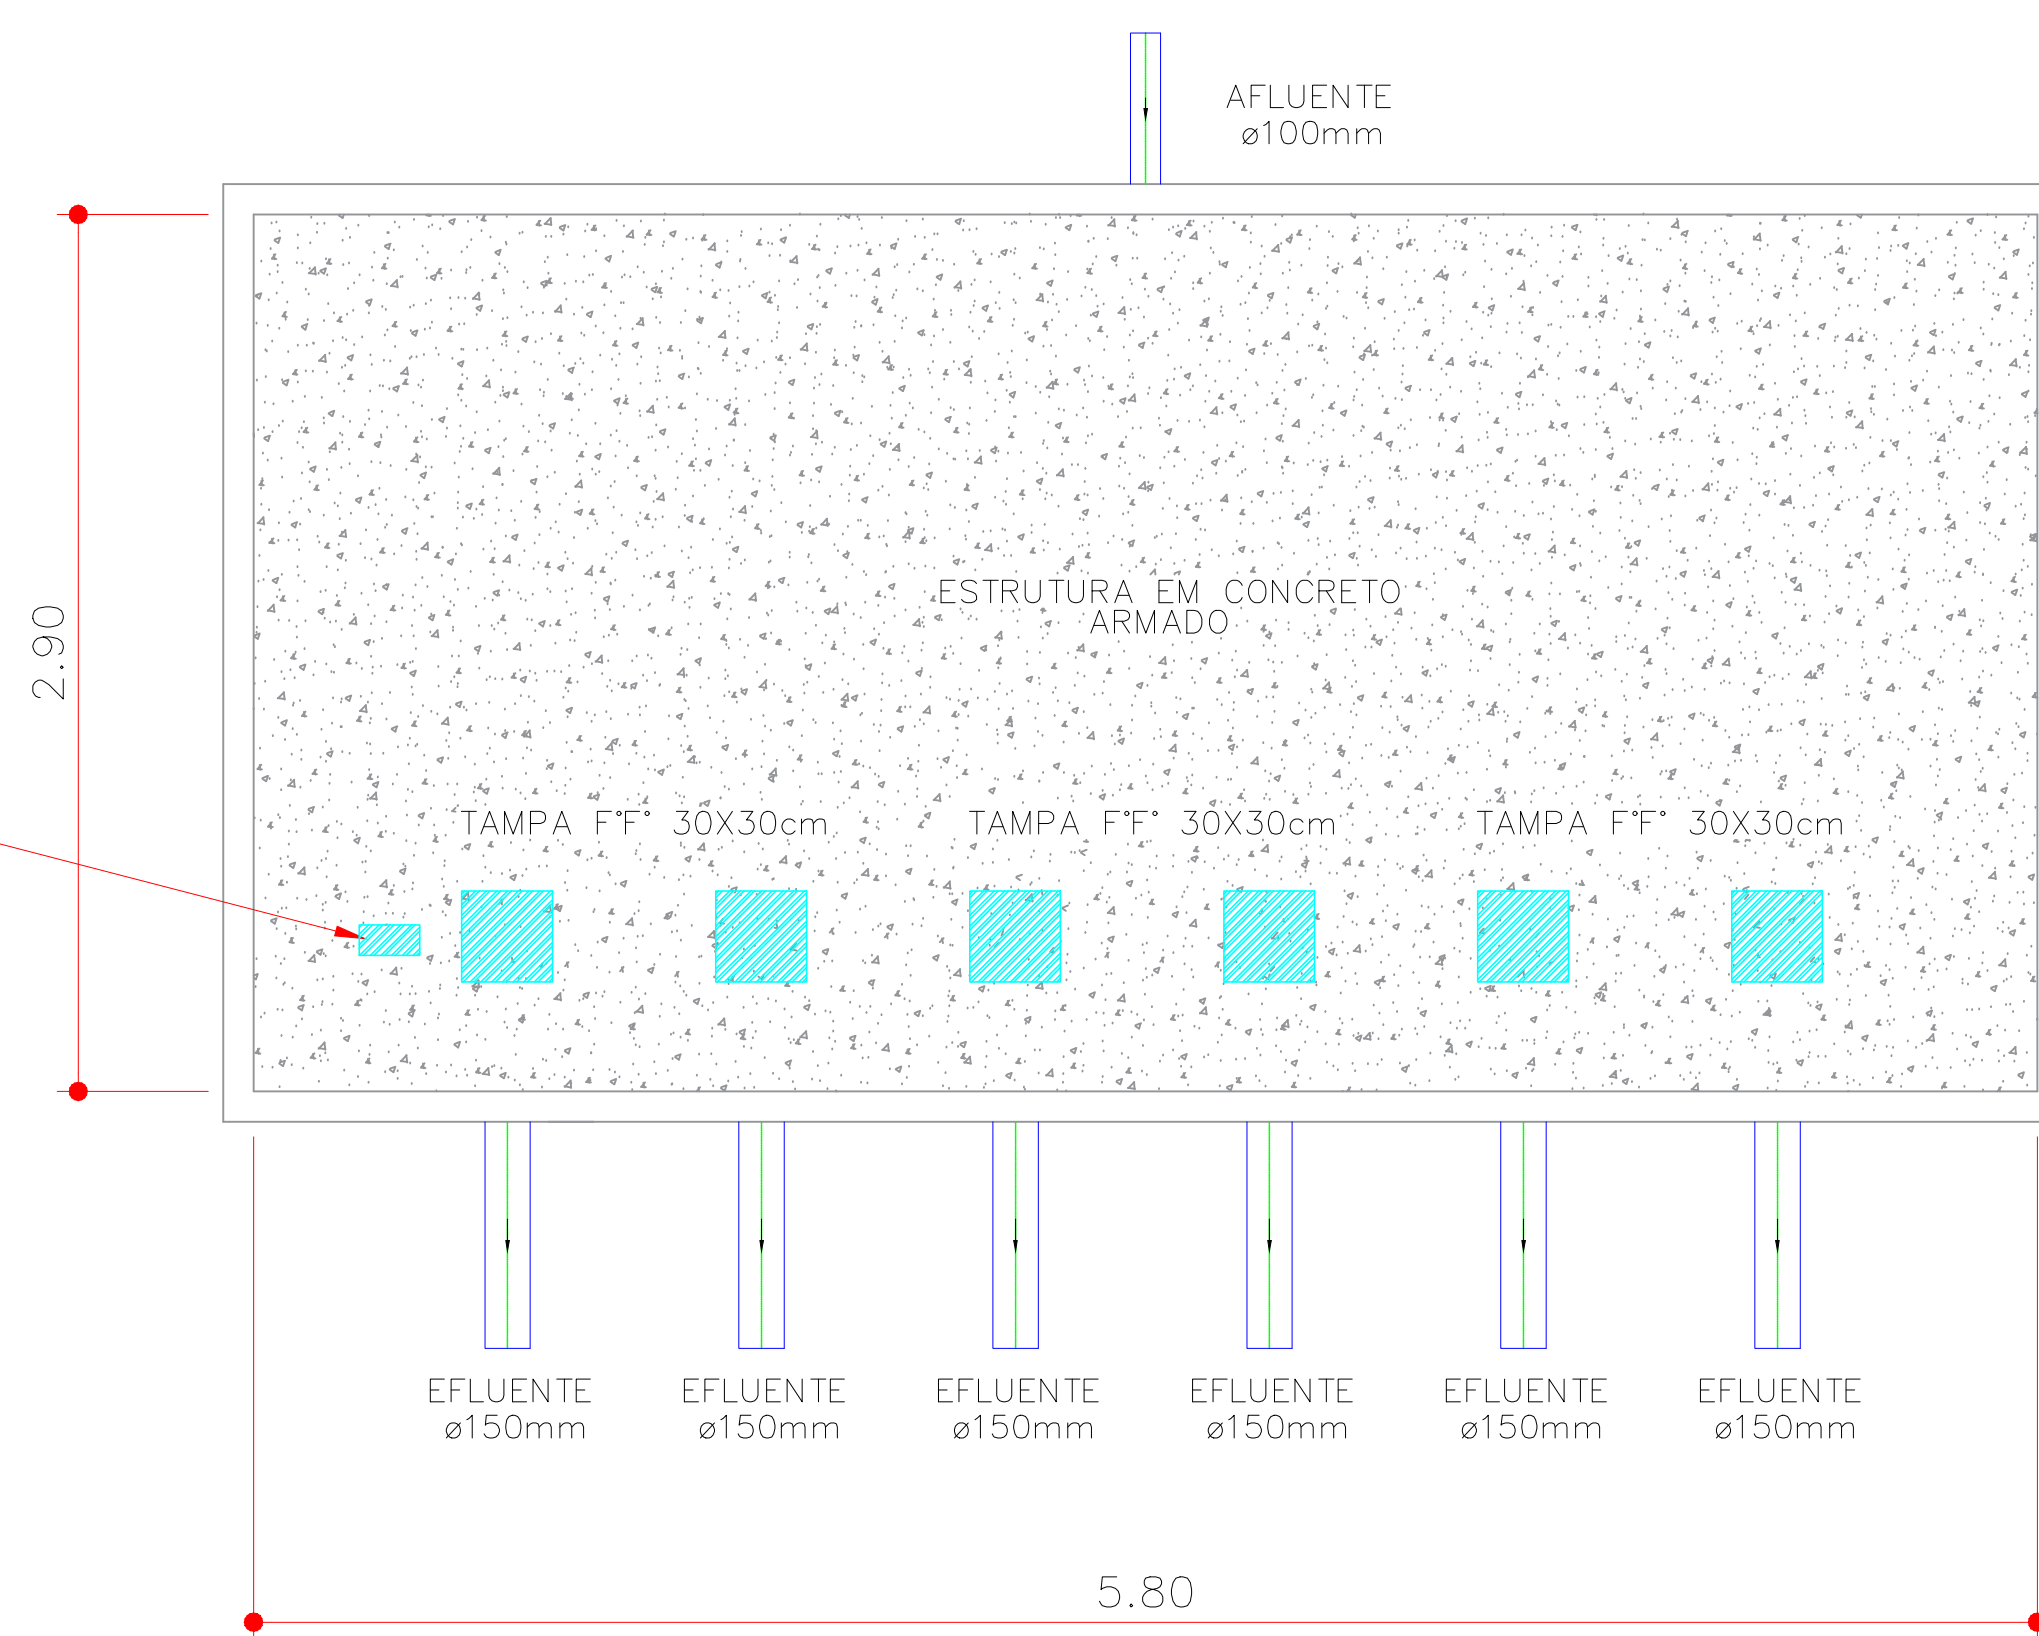 AFLUENTE
ø100mm
2.90
ESTRUTURA EM CONCRETO
ARMADO
TAMPA F°F° 30X30cm
TAMPA F°F° 30X30cm
TAMPA F°F° 30X30cm
EFLUENTE
ø150mm
EFLUENTE
ø150mm
EFLUENTE
ø150mm
EFLUENTE
ø150mm
EFLUENTE
ø150mm
EFLUENTE
ø150mm
5.80